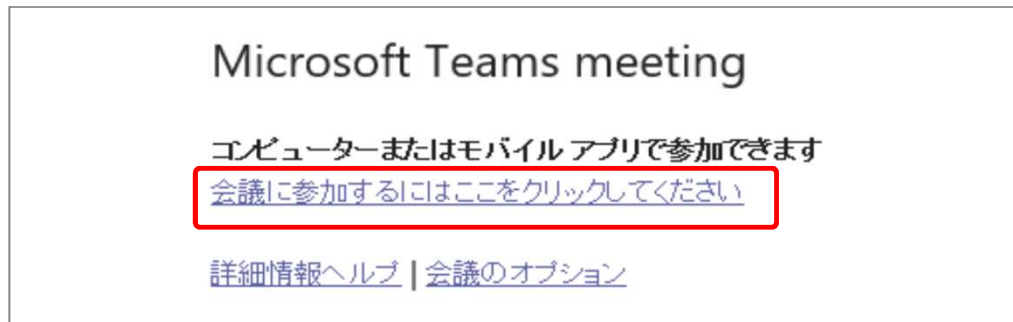 Microsoft Teams meeting
コンピューターまたはモバイル アプリで参加できます
会議に参加するにはここをクリックしてください
詳細情報ヘルプ | 会議のオプション